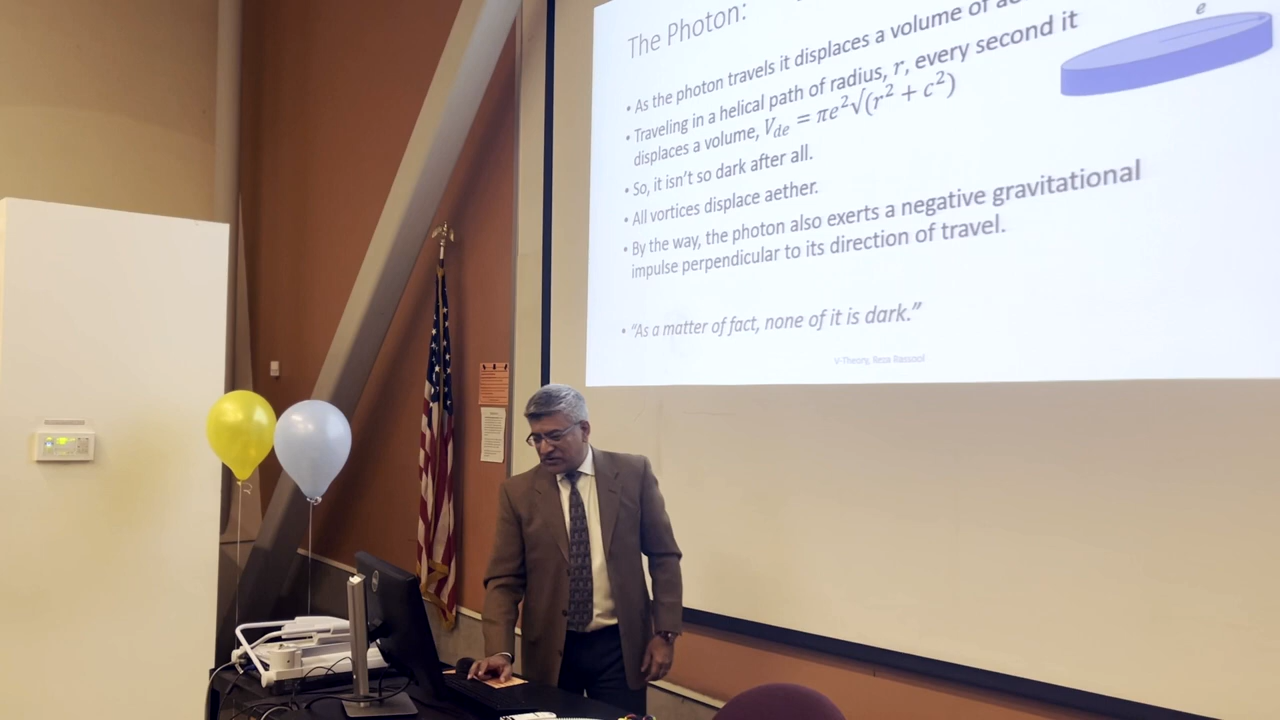 The Photon:
e
• As the photon travels it displaces a volume of
• Traveling in a helical path of radius, r, every second it
displaces a volume, V_de = πe²√(r² + c²)
• So, it isn't so dark after all.
• All vortices displace aether.
• By the way, the photon also exerts a negative gravitational
impulse perpendicular to its direction of travel.
• "As a matter of fact, none of it is dark."
V-Theory, Reza Rassool